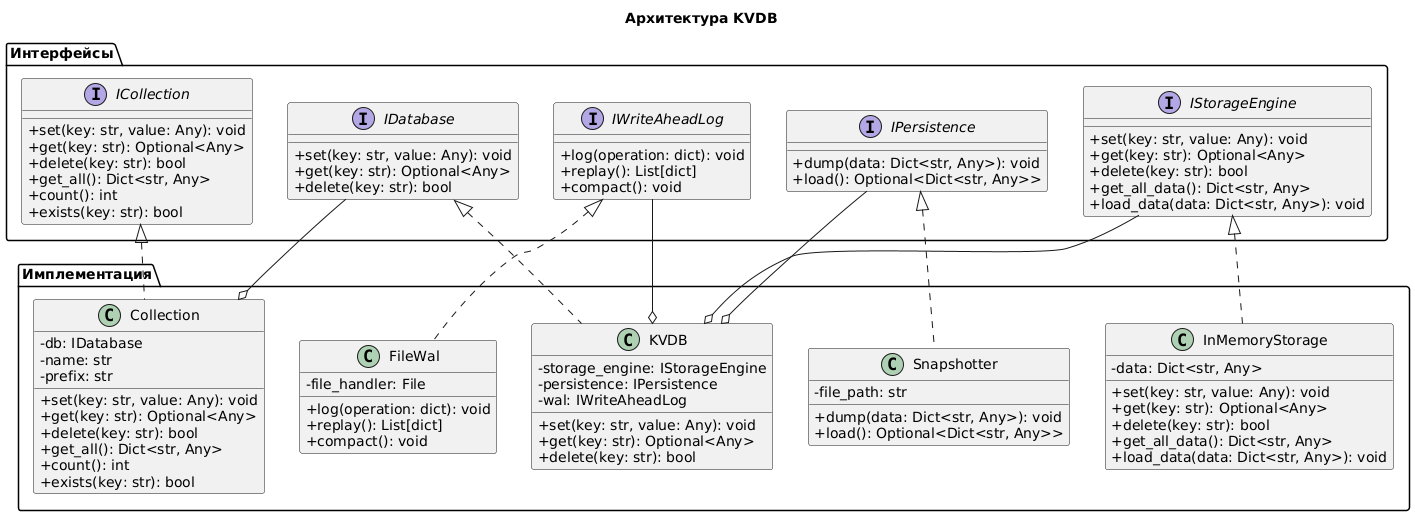 Архитектура KVDB
Интерфейсы
I ICollection
+set(key: str, value: Any): void
+get(key: str): Optional<Any>
+delete(key: str): bool
+get_all(): Dict<str, Any>
+count(): int
+exists(key: str): bool
I IDatabase
+set(key: str, value: Any): void
+get(key: str): Optional<Any>
+delete(key: str): bool
I IWriteAheadLog
+log(operation: dict): void
+replay(): List[dict]
+compact(): void
I IPersistence
+dump(data: Dict<str, Any>): void
+load(): Optional<Dict<str, Any>>
I IStorageEngine
+set(key: str, value: Any): void
+get(key: str): Optional<Any>
+delete(key: str): bool
+get_all_data(): Dict<str, Any>
+load_data(data: Dict<str, Any>): void
Имплементация
C Collection
-db: IDatabase
-name: str
-prefix: str
+set(key: str, value: Any): void
+get(key: str): Optional<Any>
+delete(key: str): bool
+get_all(): Dict<str, Any>
+count(): int
+exists(key: str): bool
C FileWal
-file_handler: File
+log(operation: dict): void
+replay(): List[dict]
+compact(): void
C KVDB
-storage_engine: IStorageEngine
-persistence: IPersistence
-wal: IWriteAheadLog
+set(key: str, value: Any): void
+get(key: str): Optional<Any>
+delete(key: str): bool
C Snapshotter
-file_path: str
+dump(data: Dict<str, Any>): void
+load(): Optional<Dict<str, Any>>
C InMemoryStorage
-data: Dict<str, Any>
+set(key: str, value: Any): void
+get(key: str): Optional<Any>
+delete(key: str): bool
+get_all_data(): Dict<str, Any>
+load_data(data: Dict<str, Any>): void